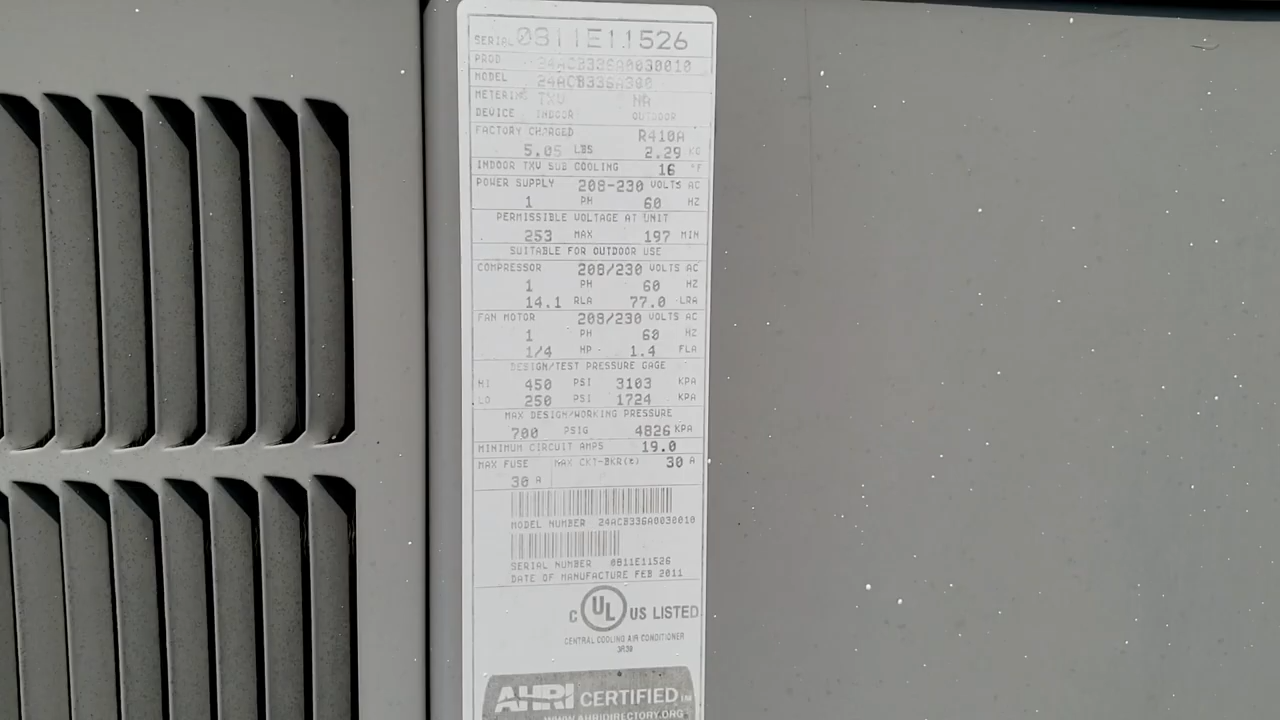 SERIAL 0811E11526
PROD 24ACB336A0030010
MODEL 24ACB336A300
METERING TXV NA
DEVICE INDOOR OUTDOOR
FACTORY CHARGED R410A
5.05 LBS 2.29 KG
INDOOR TXV SUB COOLING 16 °F
POWER SUPPLY 208-230 VOLTS AC
1 PH 60 HZ
PERMISSIBLE VOLTAGE AT UNIT
253 MAX 197 MIN
SUITABLE FOR OUTDOOR USE
COMPRESSOR 208/230 VOLTS AC
1 PH 60 HZ
14.1 RLA 77.0 LRA
FAN MOTOR 208/230 VOLTS AC
1 PH 60 HZ
1/4 HP 1.4 FLA
DESIGN/TEST PRESSURE GAGE
HI 450 PSI 3103 KPA
LO 250 PSI 1724 KPA
MAX DESIGN/WORKING PRESSURE
700 PSIG 4826 KPA
MINIMUM CIRCUIT AMPS 19.0
MAX FUSE MAX CKT-BKR(*) 30 A
30 A
MODEL NUMBER 24ACB336A0030010
SERIAL NUMBER 0811E11526
DATE OF MANUFACTURE FEB 2011
C UL US LISTED
CENTRAL COOLING AIR CONDITIONER
3R39
AHRI CERTIFIED TM
WWW.AHRIDIRECTORY.ORG